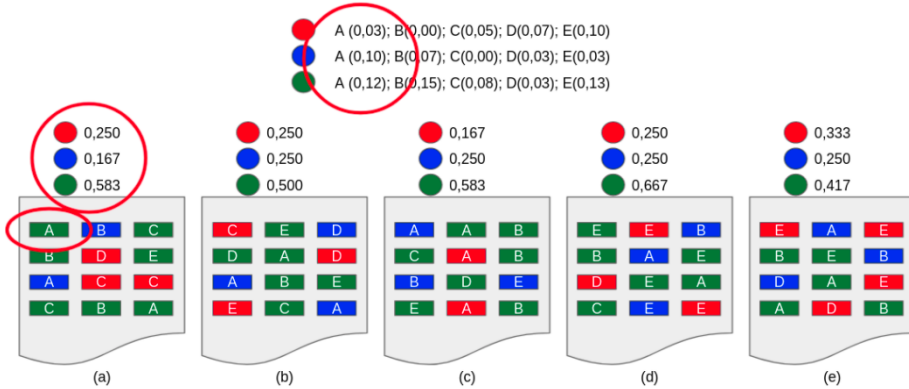 A (0,03); B(0,00); C(0,05); D(0,07); E(0,10)
A (0,10); B(0,07); C(0,00); D(0,03); E(0,03)
A (0,12); B(0,15); C(0,08); D(0,03); E(0,13)
0,250 0,250 0,167 0,250 0,333
0,167 0,250 0,250 0,250 0,250
0,583 0,500 0,583 0,667 0,417
A B C C E D A A B E E B E A E
B D E D A D C A B B A E B E B
A C C A B E B D E D E A D A E
C B A E C A E A B C E E A D B
(a) (b) (c) (d) (e)